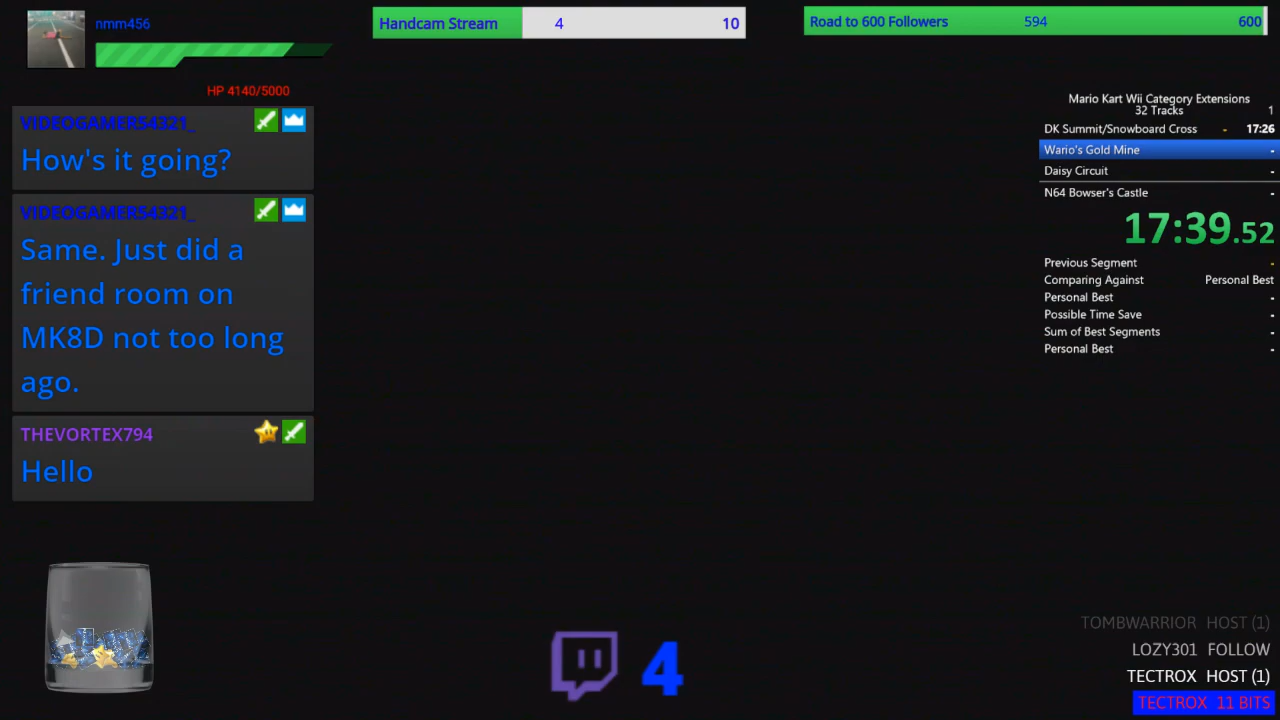 nmm456
HP 4140/5000
Handcam Stream 4 10
Road to 600 Followers 594 600
VIDEOGAMER54321_
How's it going?
VIDEOGAMER54321_
Same. Just did a
friend room on
MK8D not too long
ago.
THEVORTEX794
Hello
Mario Kart Wii Category Extensions
32 Tracks 1
DK Summit/Snowboard Cross - 17:26
Wario's Gold Mine -
Daisy Circuit -
N64 Bowser's Castle -
17:39.52
Previous Segment -
Comparing Against Personal Best
Personal Best -
Possible Time Save -
Sum of Best Segments -
Personal Best -
4
TOMBWARRIOR HOST (1)
LOZY301 FOLLOW
TECTROX HOST (1)
TECTROX 11 BITS